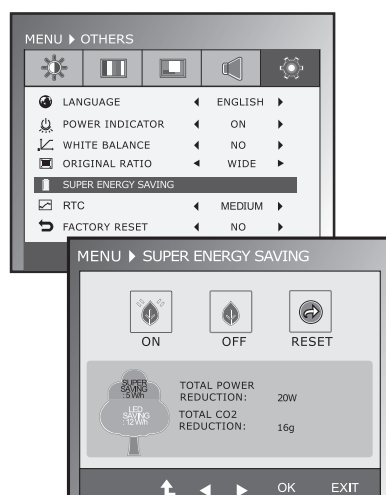 MENU ▶ OTHERS
LANGUAGE ◀ ENGLISH ▶
POWER INDICATOR ◀ ON ▶
WHITE BALANCE ◀ NO ▶
ORIGINAL RATIO ◀ WIDE ▶
SUPER ENERGY SAVING
RTC ◀ MEDIUM ▶
FACTORY RESET ◀ NO ▶
MENU ▶ SUPER ENERGY SAVING
ON OFF RESET
SUPER
SAVING
: 5 W/h
LED
SAVING
: 12 W/h
TOTAL POWER
REDUCTION: 20W
TOTAL CO2
REDUCTION: 16g
OK EXIT